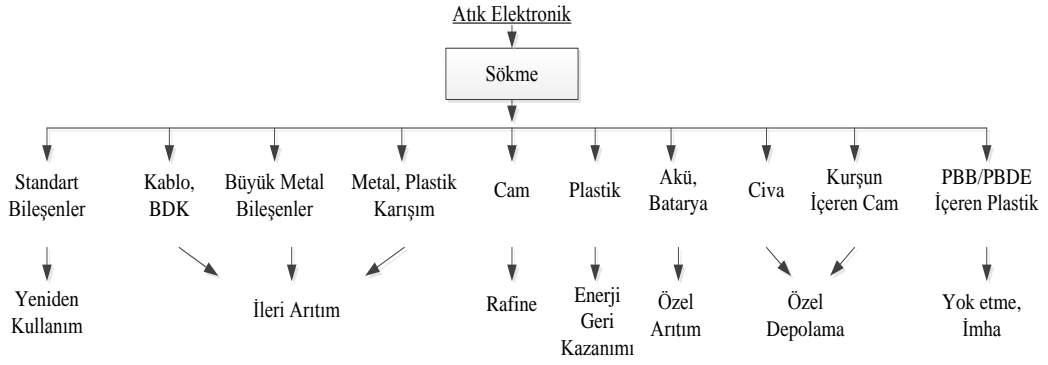 Atık Elektronik
Sökme
Standart
Bileşenler
Kablo,
BDK
Büyük Metal
Bileşenler
Metal, Plastik
Karışım
Cam
Plastik
Akü,
Batarya
Civa
Kurşun
İçeren Cam
PBB/PBDE
İçeren Plastik
Yeniden
Kullanım
İleri Arıtım
Rafine
Enerji
Geri
Kazanımı
Özel
Arıtım
Özel
Depolama
Yok etme,
İmha